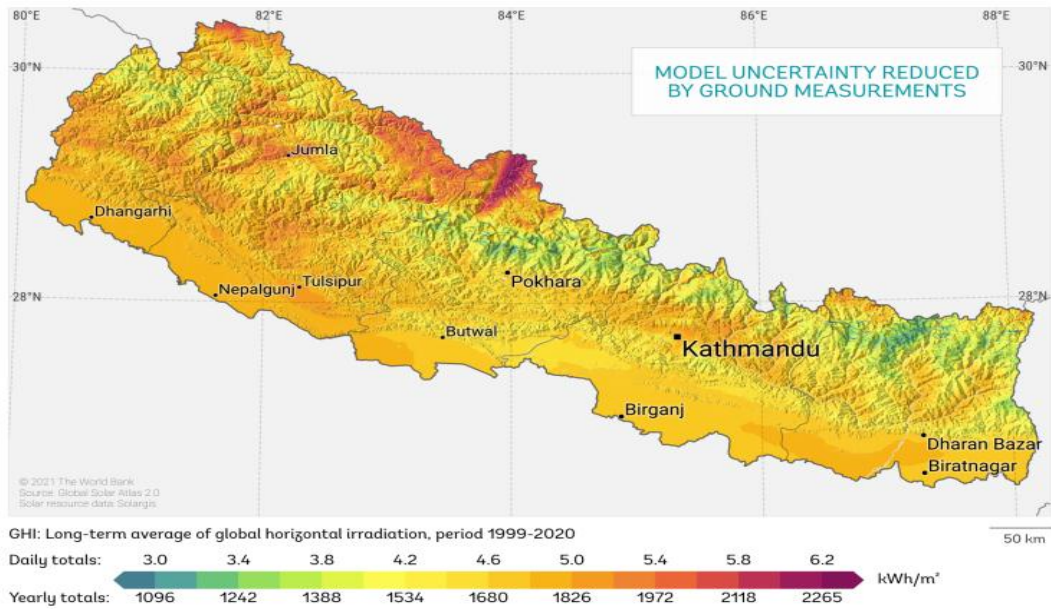 80°E 82°E 84°E 86°E 88°E
30°N 30°N
MODEL UNCERTAINTY REDUCED
BY GROUND MEASUREMENTS
Jumla
Dhangarhi
Nepalgunj Tulsipur
Pokhara
28°N 28°N
Butwal
Kathmandu
Birganj
Dharan Bazar
Biratnagar
© 2021 The World Bank
Source: Global Solar Atlas 2.0
Solar resource data: Solargis
GHI: Long-term average of global horizontal irradiation, period 1999-2020
50 km
Daily totals: 3.0 3.4 3.8 4.2 4.6 5.0 5.4 5.8 6.2
kWh/m²
Yearly totals: 1096 1242 1388 1534 1680 1826 1972 2118 2265